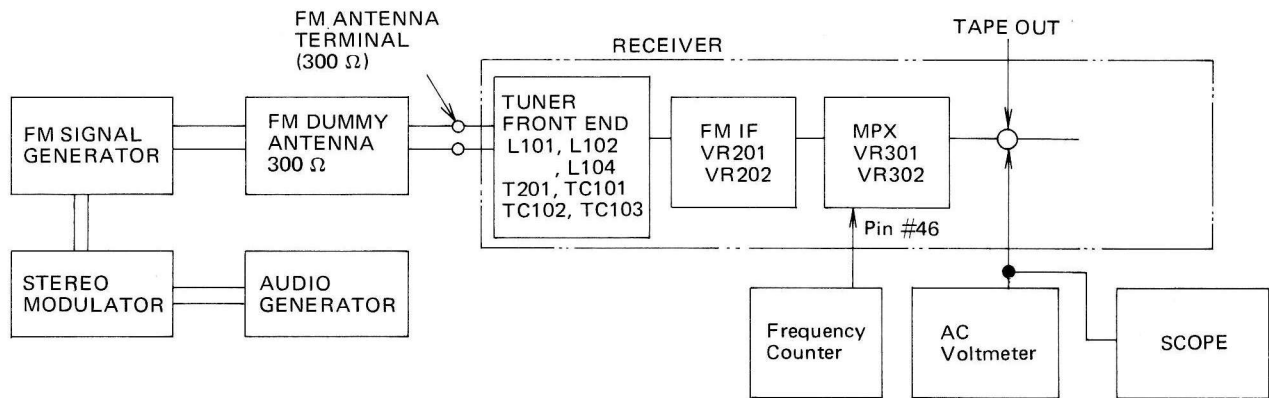 FM ANTENNA
TERMINAL
(300 Ω)
RECEIVER
TAPE OUT
FM SIGNAL
GENERATOR
FM DUMMY
ANTENNA
300 Ω
TUNER
FRONT END
L101, L102
, L104
T201, TC101
TC102, TC103
FM IF
VR201
VR202
MPX
VR301
VR302
Pin #46
STEREO
MODULATOR
AUDIO
GENERATOR
Frequency
Counter
AC
Voltmeter
SCOPE